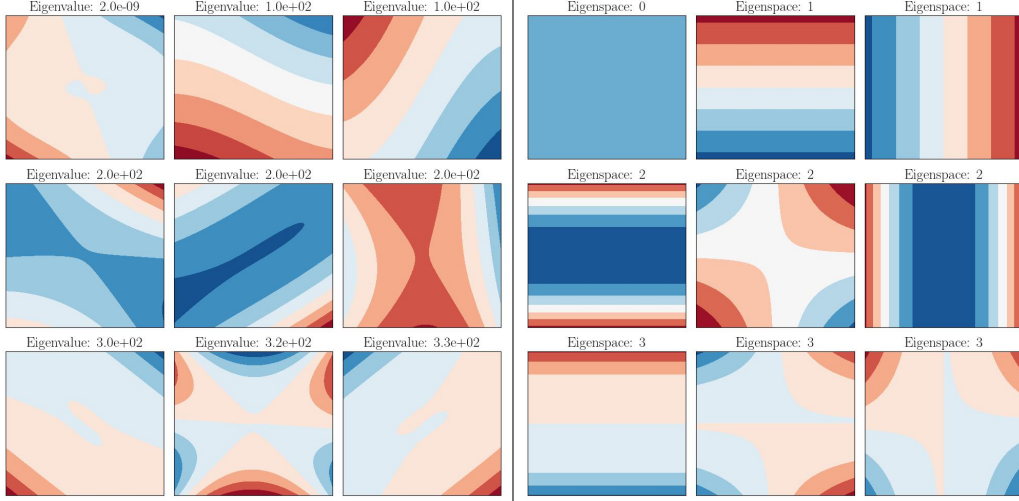 Eigenvalue: 2.0e-09
Eigenvalue: 1.0e+02
Eigenvalue: 1.0e+02
Eigenspace: 0
Eigenspace: 1
Eigenspace: 1
Eigenvalue: 2.0e+02
Eigenvalue: 2.0e+02
Eigenvalue: 2.0e+02
Eigenspace: 2
Eigenspace: 2
Eigenspace: 2
Eigenvalue: 3.0e+02
Eigenvalue: 3.2e+02
Eigenvalue: 3.3e+02
Eigenspace: 3
Eigenspace: 3
Eigenspace: 3